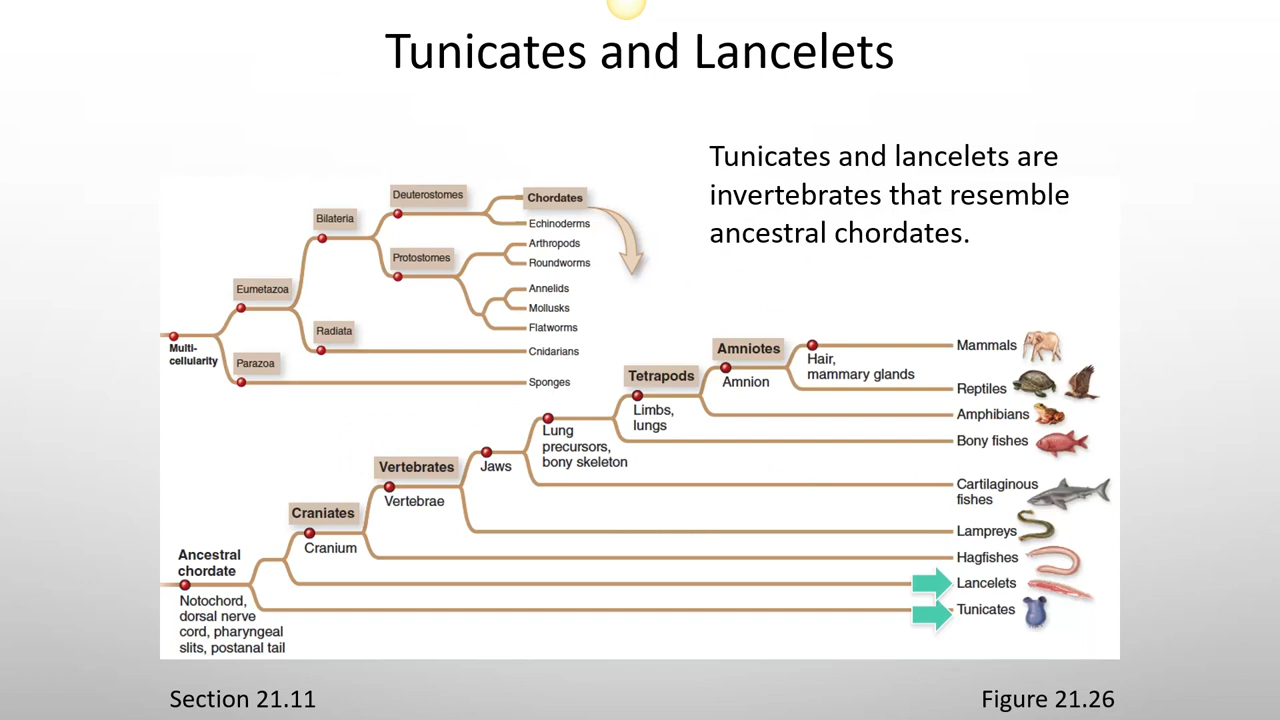 Tunicates and Lancelets
Tunicates and lancelets are
invertebrates that resemble
ancestral chordates.
Deuterostomes
Chordates
Bilateria
Echinoderms
Arthropods
Protostomes
Roundworms
Eumetazoa
Annelids
Mollusks
Radiata
Flatworms
Multi-
cellularity
Cnidarians
Parazoa
Sponges
Amniotes
Mammals
Hair,
mammary glands
Tetrapods
Amnion
Reptiles
Limbs,
lungs
Amphibians
Lung
precursors,
bony skeleton
Bony fishes
Vertebrates
Jaws
Vertebrae
Cartilaginous
fishes
Craniates
Cranium
Lampreys
Hagfishes
Ancestral
chordate
Lancelets
Notochord,
dorsal nerve
cord, pharyngeal
slits, postanal tail
Tunicates
Section 21.11
Figure 21.26